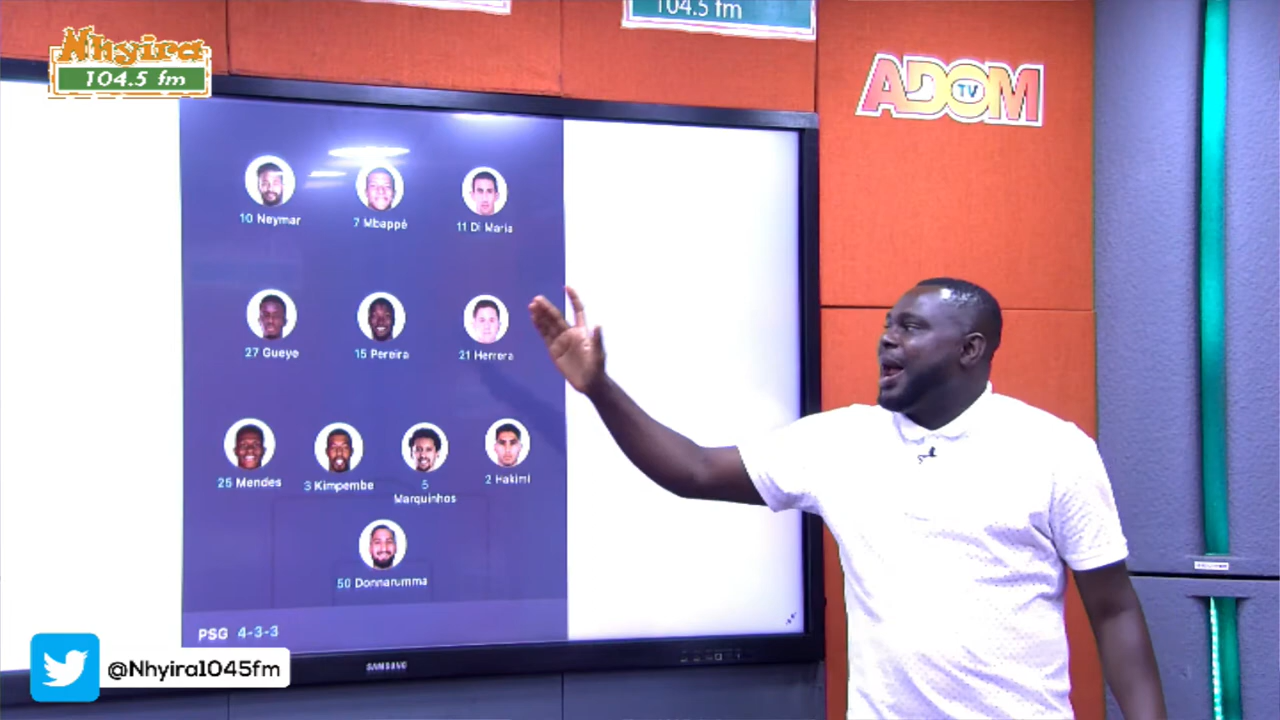 Nhyira
104.5 fm
104.5 fm
ADOM
TV
10 Neymar
7 Mbappé
11 Di María
27 Gueye
15 Pereira
21 Herrera
25 Mendes
3 Kimpembe
5
Marquinhos
2 Hakimi
50 Donnarumma
PSG 4-3-3
SAMSUNG
@Nhyira1045fm